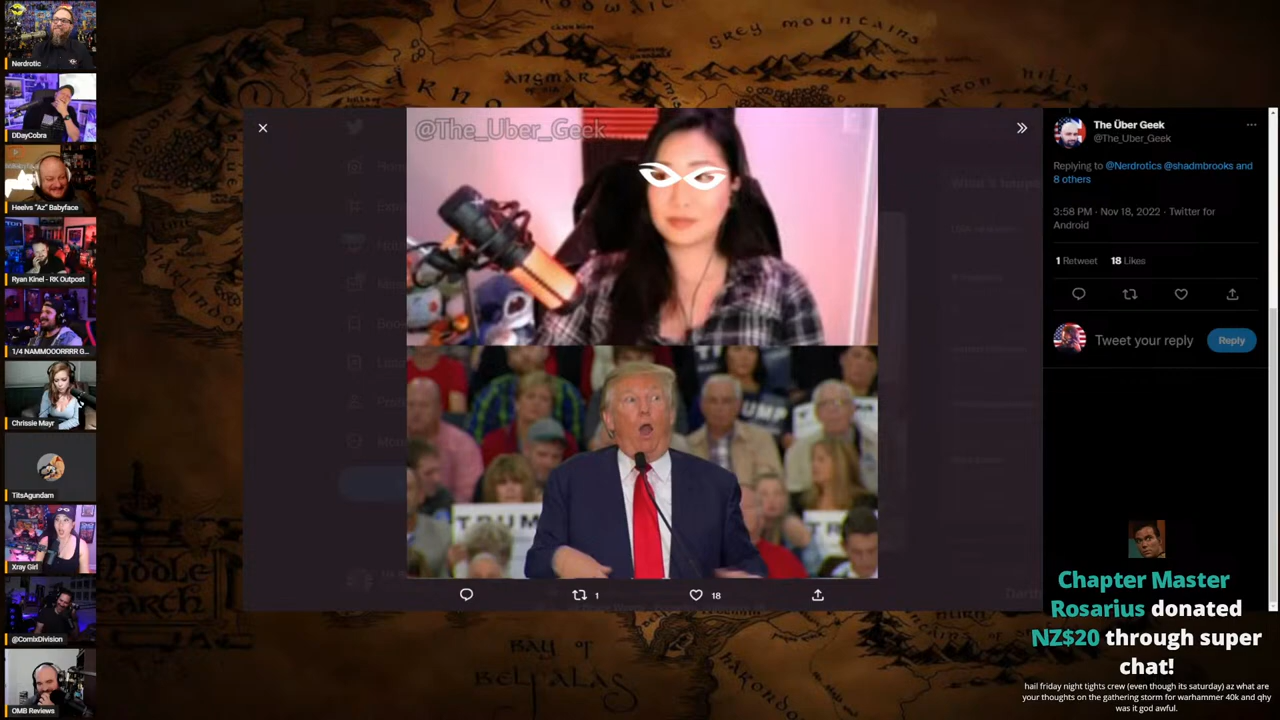 Nerdrotic
DDayCobra
Heelvs "Az" Babyface
Ryan Kinel - RK Outpost
1/4 NAMMOOORRRR G...
Chrissie Mayr
TitsAgundam
Xray Girl
@ComixDivision
OMB Reviews
GREY MOUNTAINS
ANGMAR
IRON HILLS
@The_Uber_Geek
TRUMP
BAY OF
BELFALAS
MIDDLE
EARTH
1
18
The Über Geek
@The_Uber_Geek
Replying to @Nerdrotics @shadmbrooks and
8 others
3:58 PM · Nov 18, 2022 · Twitter for
Android
1 Retweet 18 Likes
Tweet your reply
Reply
Chapter Master
Rosarius donated
NZ$20 through super
chat!
hail friday night tights crew (even though its saturday) az what are
your thoughts on the gathering storm for warhammer 40k and qhy
was it god awful.